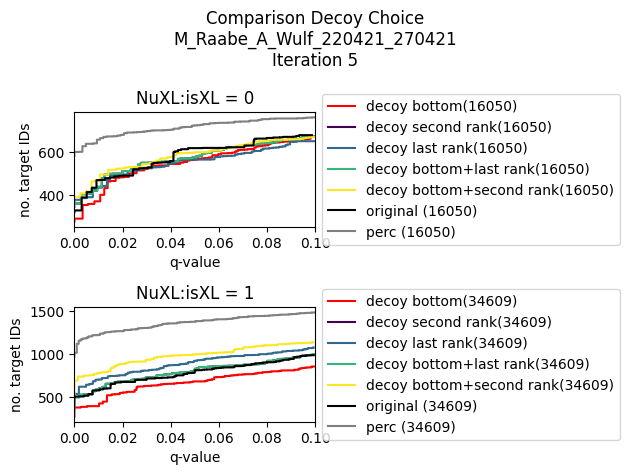 Comparison Decoy Choice
M_Raabe_A_Wulf_220421_270421
Iteration 5
NuXL:isXL = 0
no. target IDs
600
400
0.00 0.02 0.04 0.06 0.08 0.10
q-value
decoy bottom(16050)
decoy second rank(16050)
decoy last rank(16050)
decoy bottom+last rank(16050)
decoy bottom+second rank(16050)
original (16050)
perc (16050)
NuXL:isXL = 1
no. target IDs
1500
1000
500
0.00 0.02 0.04 0.06 0.08 0.10
q-value
decoy bottom(34609)
decoy second rank(34609)
decoy last rank(34609)
decoy bottom+last rank(34609)
decoy bottom+second rank(34609)
original (34609)
perc (34609)